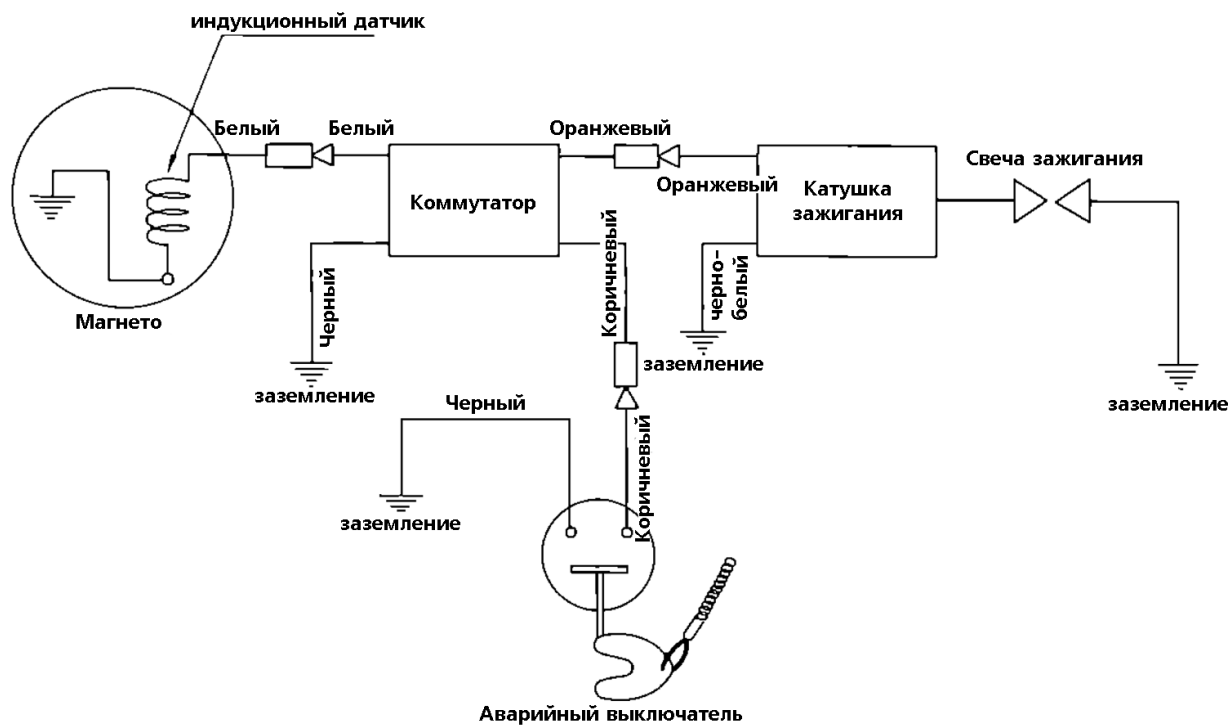 индукционный датчик
Белый
Белый
Оранжевый
Оранжевый
Свеча зажигания
Коммутатор
Катушка
зажигания
Магнето
Черный
заземление
Коричневый
заземление
черно-
белый
заземление
Черный
заземление
Коричневый
Аварийный выключатель